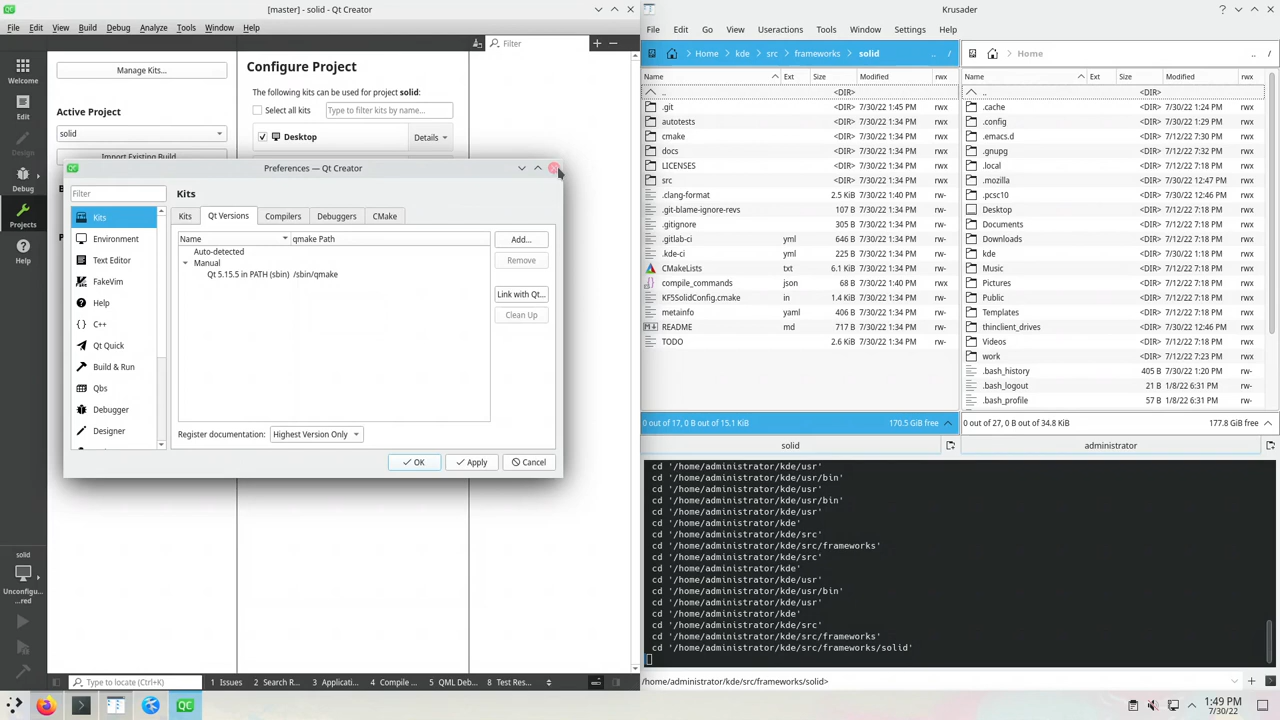 [master] - solid - Qt Creator
File Edit View Build Debug Analyze Tools Window Help
Filter
Welcome
Edit
Design
Debug
Projects
Help
solid
Unconfigu
...red
Manage Kits...
Active Project
solid
Import Existing Build...
Configure Project
The following kits can be used for project solid:
Select all kits
Type to filter kits by name...
Desktop
Details
Preferences — Qt Creator
Filter
Kits
Environment
Text Editor
FakeVim
Help
C++
Qt Quick
Build & Run
Qbs
Debugger
Designer
Kits
Kits Qt Versions Compilers Debuggers CMake
Name qmake Path
Auto-detected
Manual
Qt 5.15.5 in PATH (sbin) /sbin/qmake
Add...
Remove
Link with Qt...
Clean Up
Register documentation: Highest Version Only
OK Apply Cancel
Type to locate (Ctrl+K) 1 Issues 2 Search R... 3 Applicati... 4 Compile ... 5 QML Deb... 8 Test Res...
Krusader
File Edit View Go Useractions Tools Window Settings Help
Home kde src frameworks solid .. /
Name Ext Size Modified rwx
.. <DIR>
.git <DIR> 7/30/22 1:45 PM rwx
autotests <DIR> 7/30/22 1:34 PM rwx
cmake <DIR> 7/30/22 1:34 PM rwx
docs <DIR> 7/30/22 1:34 PM rwx
LICENSES <DIR> 7/30/22 1:34 PM rwx
src <DIR> 7/30/22 1:34 PM rwx
.clang-format 2.5 KiB 7/30/22 1:40 PM rw-
.git-blame-ignore-revs 107 B 7/30/22 1:34 PM rw-
.gitignore 305 B 7/30/22 1:34 PM rw-
.gitlab-ci yml 646 B 7/30/22 1:34 PM rw-
.kde-ci yml 225 B 7/30/22 1:34 PM rw-
CMakeLists txt 6.1 KiB 7/30/22 1:34 PM rw-
compile_commands json 68 B 7/30/22 1:40 PM rwx
KF5SolidConfig.cmake in 1.4 KiB 7/30/22 1:34 PM rw-
metainfo yaml 406 B 7/30/22 1:34 PM rw-
README md 717 B 7/30/22 1:34 PM rw-
TODO 2.6 KiB 7/30/22 1:34 PM rw-
0 out of 17, 0 B out of 15.1 KiB 170.5 GiB free
solid
Home .. /
Name Ext Size Modified rwx
.. <DIR>
.cache <DIR> 7/30/22 1:24 PM rwx
.config <DIR> 7/30/22 1:29 PM rwx
.emacs.d <DIR> 7/12/22 7:30 PM rwx
.gnupg <DIR> 7/12/22 7:32 PM rwx
.local <DIR> 7/12/22 7:18 PM rwx
.mozilla <DIR> 7/30/22 12:47 PM rwx
.pcsc10 <DIR> 7/30/22 12:46 PM rwx
Desktop <DIR> 7/12/22 7:18 PM rwx
Documents <DIR> 7/12/22 7:18 PM rwx
Downloads <DIR> 7/12/22 7:18 PM rwx
kde <DIR> 7/30/22 1:31 PM rwx
Music <DIR> 7/12/22 7:18 PM rwx
Pictures <DIR> 7/12/22 7:18 PM rwx
Public <DIR> 7/12/22 7:18 PM rwx
Templates <DIR> 7/12/22 7:18 PM rwx
thinclient_drives <DIR> 7/30/22 12:46 PM rwx
Videos <DIR> 7/12/22 7:18 PM rwx
work <DIR> 7/12/22 7:23 PM rwx
.bash_history 405 B 7/30/22 1:20 PM rw-
.bash_logout 21 B 1/8/22 6:31 PM rw-
.bash_profile 57 B 1/8/22 6:31 PM rw-
0 out of 27, 0 B out of 34.8 KiB 177.8 GiB free
administrator
cd '/home/administrator/kde/usr'
cd '/home/administrator/kde/usr/bin'
cd '/home/administrator/kde/usr'
cd '/home/administrator/kde/usr/bin'
cd '/home/administrator/kde/usr'
cd '/home/administrator/kde'
cd '/home/administrator/kde/src'
cd '/home/administrator/kde/src/frameworks'
cd '/home/administrator/kde/src'
cd '/home/administrator/kde'
cd '/home/administrator/kde/usr'
cd '/home/administrator/kde/usr/bin'
cd '/home/administrator/kde/usr'
cd '/home/administrator/kde'
cd '/home/administrator/kde/src'
cd '/home/administrator/kde/src/frameworks'
cd '/home/administrator/kde/src/frameworks/solid'
/home/administrator/kde/src/frameworks/solid>
1:49 PM
7/30/22